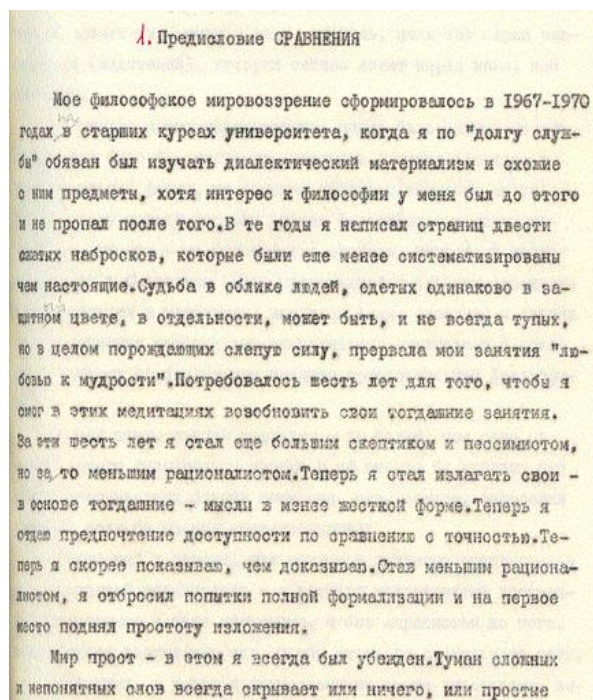 1. Предисловие СРАВНЕНИЯ
Мое философское мировоззрение сформировалось в 1967-1970
на
годах в старших курсах университета, когда я по "долгу служ-
бы" обязан был изучать диалектический материализм и схожие
с ним предметы, хотя интерес к философии у меня был до этого
и не пропал после того.В те годы я написал страниц двести
сжатых набросков, которые были еще менее систематизированы
чем настоящие.Судьба в облике людей, одетых одинаково в за-
ый
щитном цвете, в отдельности, может быть, и не всегда тупых,
но в целом порождающих слепую силу, прервала мои занятия "лю-
бовью к мудрости".Потребовалось шесть лет для того, чтобы я
смог в этих медитациях возобновить свои тогдашние занятия.
За эти шесть лет я стал еще большим скептиком и пессимистом,
но за то меньшим рационалистом.Теперь я стал излагать свои -
в основе тогдашние - мысли в менее жесткой форме.Теперь я
отдаю предпочтение доступности по сравнению с точностью.Те-
перь я скорее показываю, чем доказываю.Став меньшим рациона-
листом, я отбросил попытки полной формализации и на первое
место поднял простоту изложения.
Мир прост - в этом я всегда был убежден.Туман сложных
и непонятных слов всегда скрывает или ничего, или простые